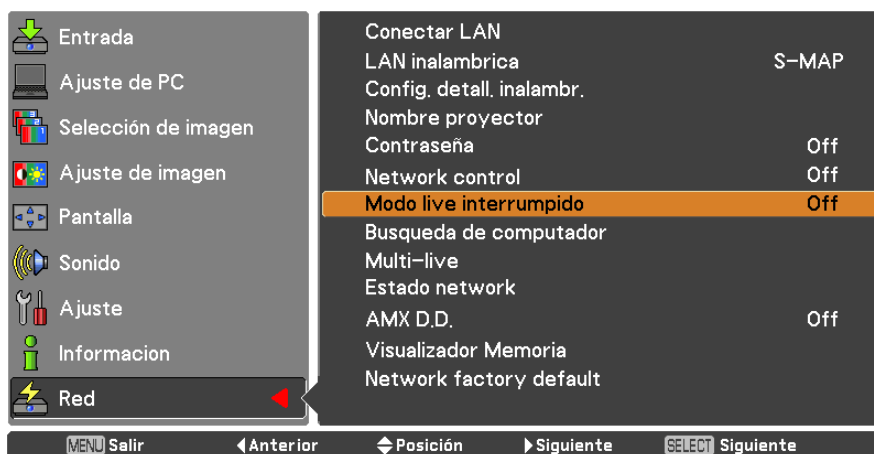 Entrada
Ajuste de PC
Selección de imagen
Ajuste de imagen
Pantalla
Sonido
Ajuste
Informacion
Red
Conectar LAN
LAN inalambrica S-MAP
Config. detall. inalambr.
Nombre proyector
Contraseña Off
Network control Off
Modo live interrumpido Off
Busqueda de computador
Multi-live
Estado network
AMX D.D. Off
Visualizador Memoria
Network factory default
MENU Salir Anterior Posición Siguiente SELECT Siguiente